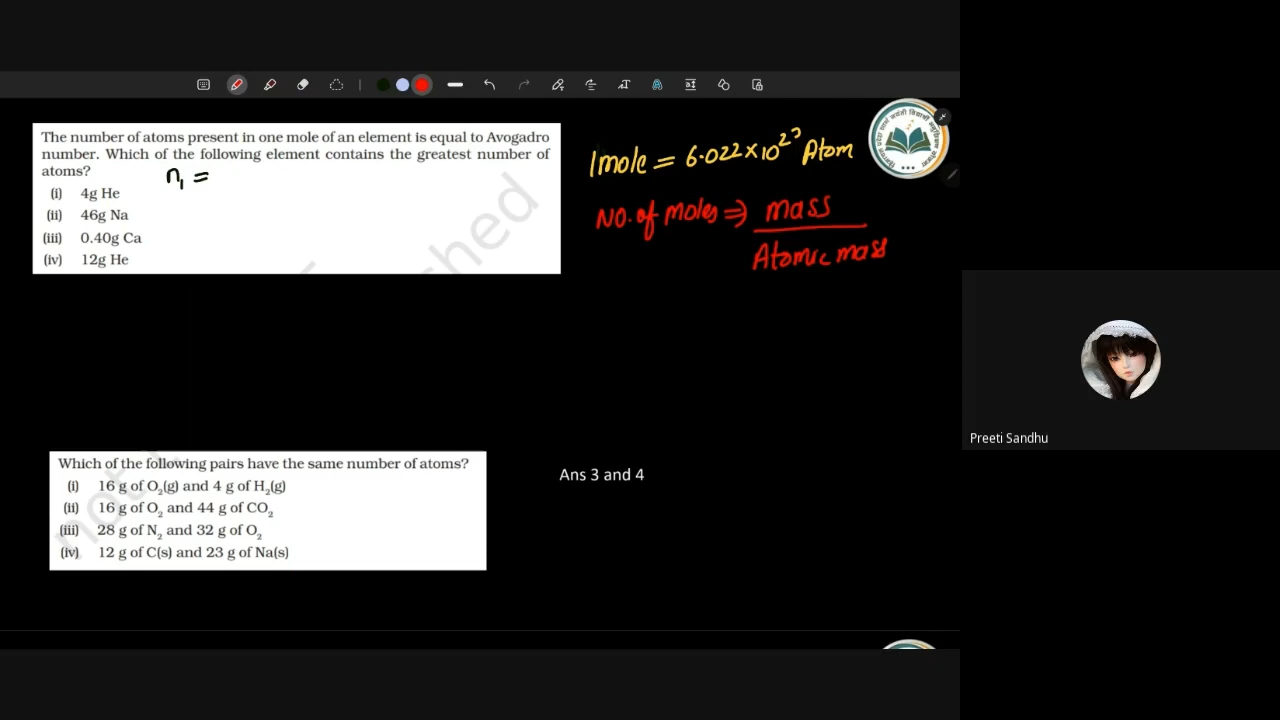 The number of atoms present in one mole of an element is equal to Avogadro
number. Which of the following element contains the greatest number of
atoms?
n₁ =
(i) 4g He
(ii) 46g Na
(iii) 0.40g Ca
(iv) 12g He
1mole = 6.022×10²³ Atom
NO. of moles ⇒ mass
Atomic mass
shed
Which of the following pairs have the same number of atoms?
(i) 16 g of O₂(g) and 4 g of H₂(g)
(ii) 16 g of O₂ and 44 g of CO₂
(iii) 28 g of N₂ and 32 g of O₂
(iv) 12 g of C(s) and 23 g of Na(s)
not
Ans 3 and 4
Preeti Sandhu